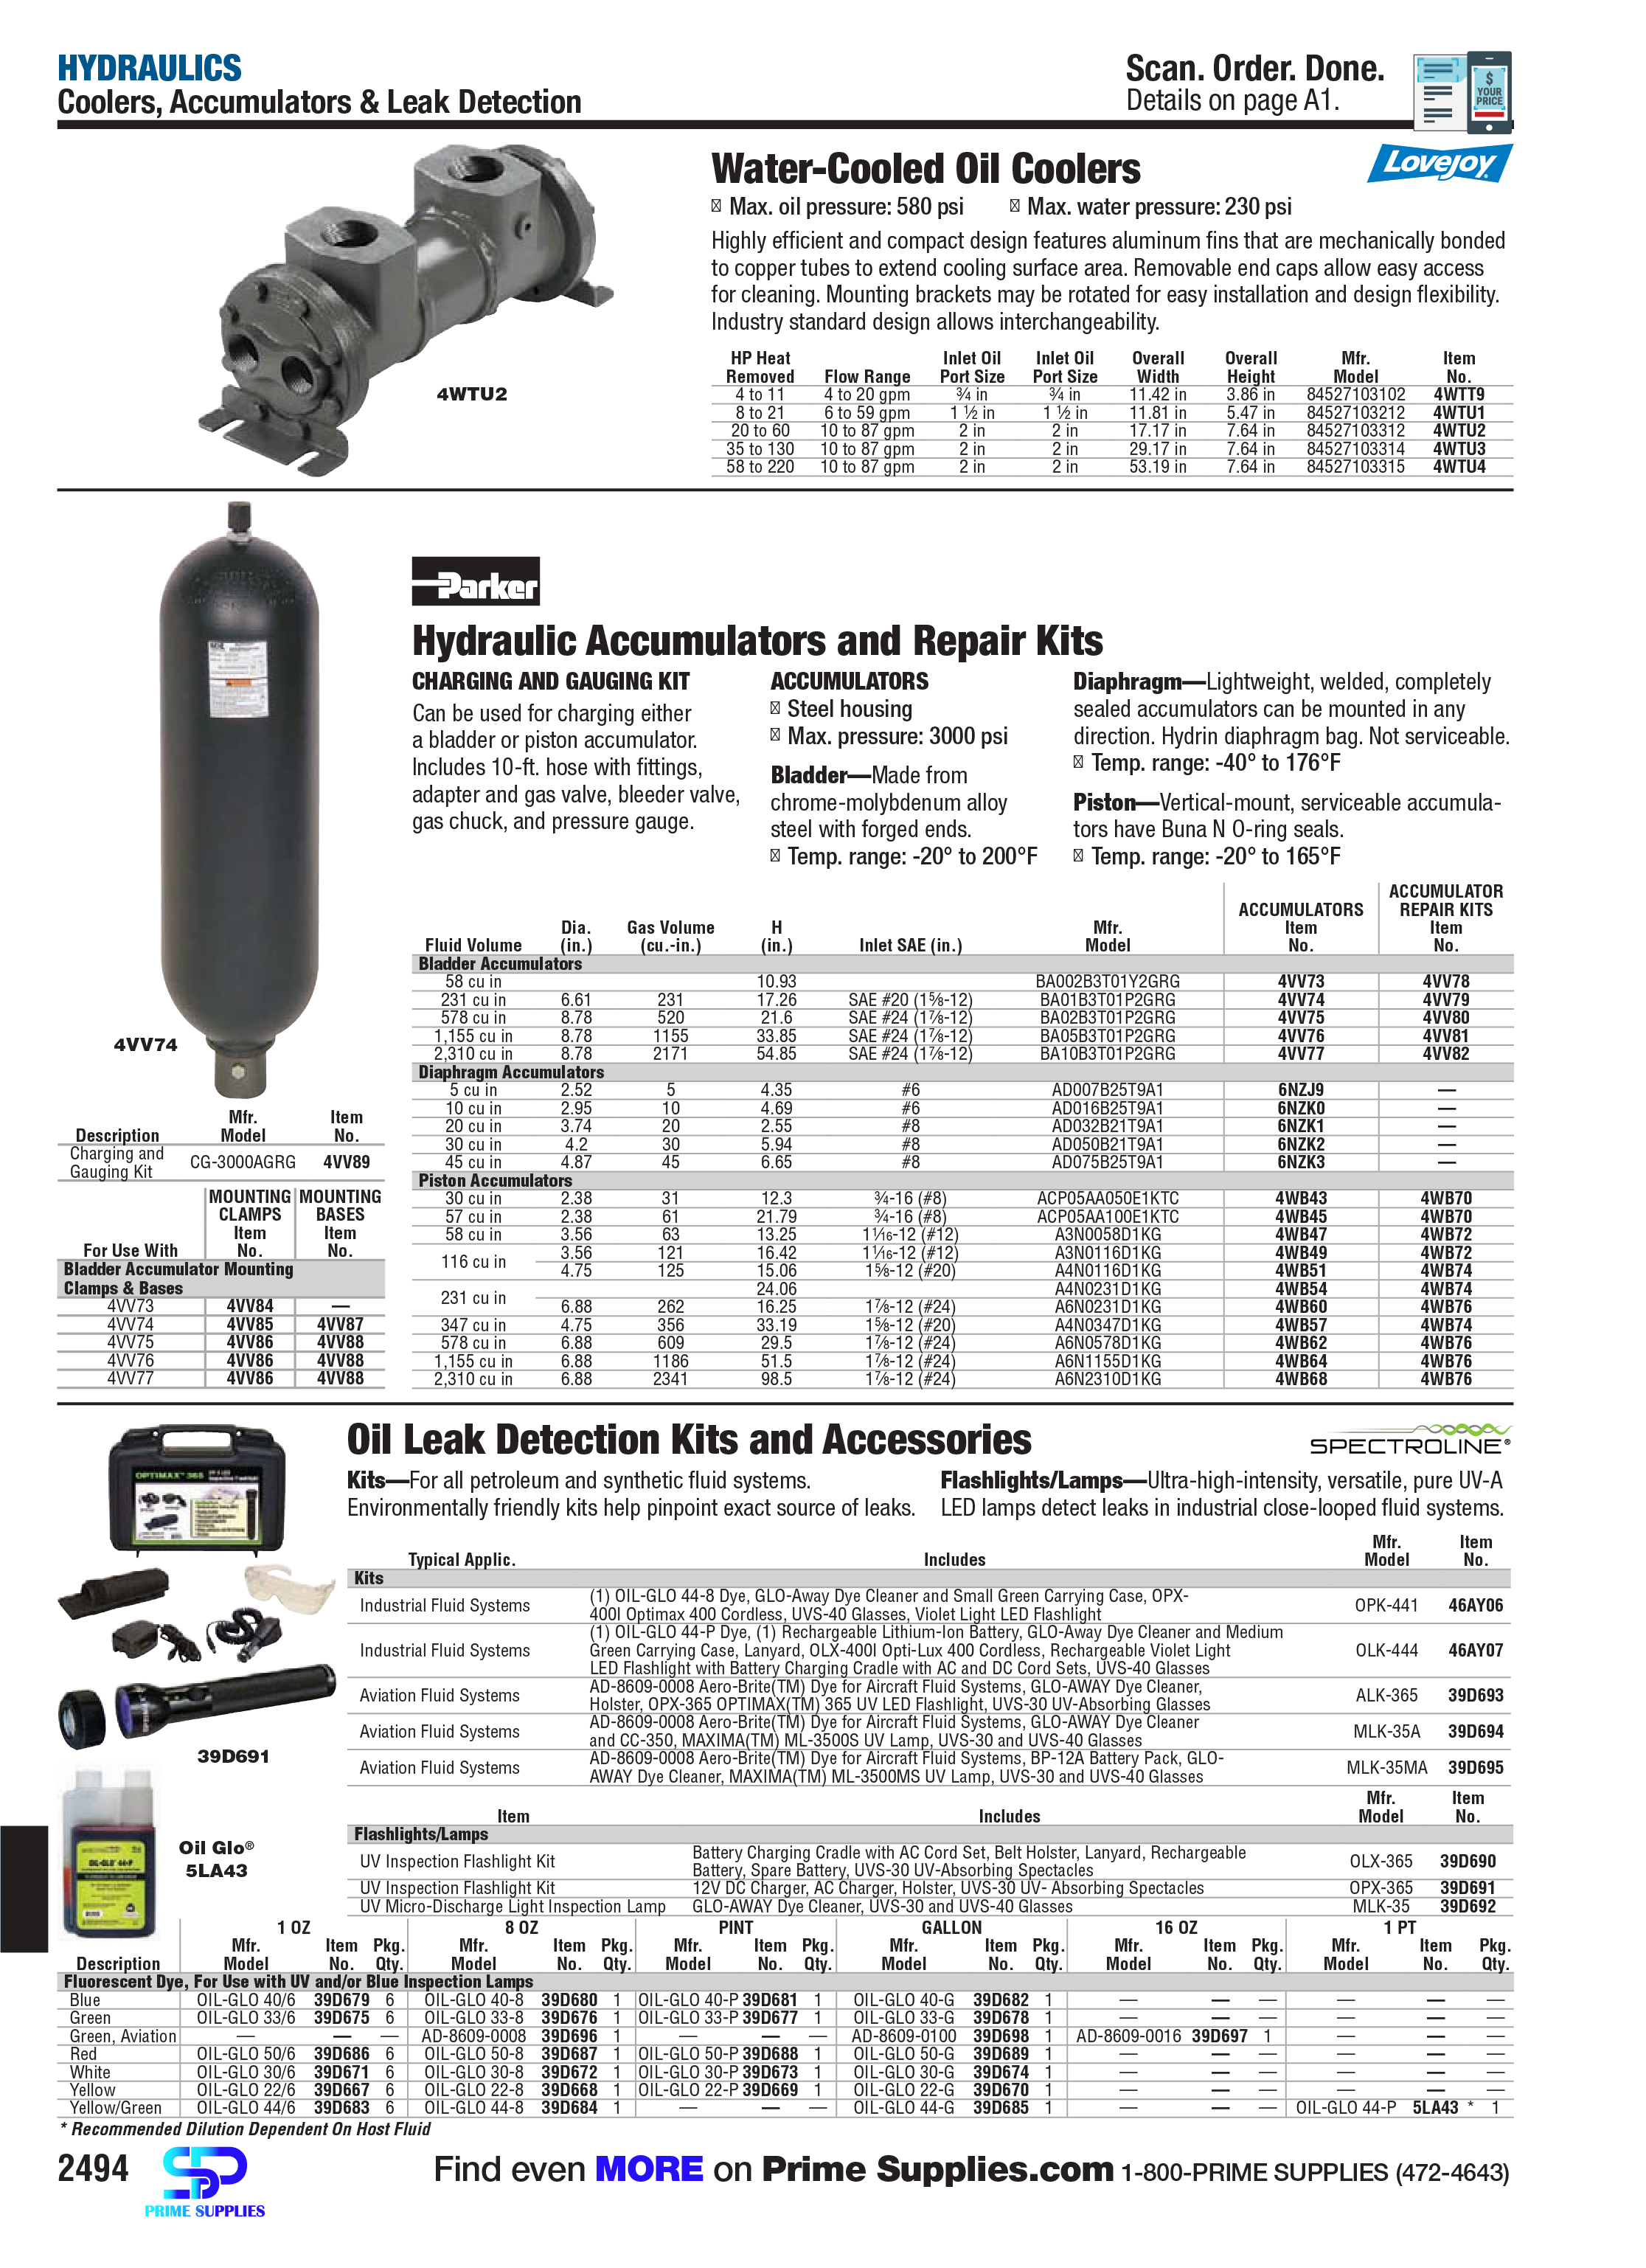 HYDRAULICS
Coolers, Accumulators & Leak Detection
Scan. Order. Done.
Details on page A1.
$
YOUR
PRICE
Lovejoy
Water-Cooled Oil Coolers
Max. oil pressure: 580 psi Max. water pressure: 230 psi
Highly efficient and compact design features aluminum fins that are mechanically bonded
to copper tubes to extend cooling surface area. Removable end caps allow easy access
for cleaning. Mounting brackets may be rotated for easy installation and design flexibility.
Industry standard design allows interchangeability.
4WTU2
HP Heat Inlet Oil Inlet Oil Overall Overall Mfr. Item
Removed Flow Range Port Size Port Size Width Height Model No.
4 to 11 4 to 20 gpm ¾ in ¾ in 11.42 in 3.86 in 84527103102 4WTT9
8 to 21 6 to 59 gpm 1 ½ in 1 ½ in 11.81 in 5.47 in 84527103212 4WTU1
20 to 60 10 to 87 gpm 2 in 2 in 17.17 in 7.64 in 84527103312 4WTU2
35 to 130 10 to 87 gpm 2 in 2 in 29.17 in 7.64 in 84527103314 4WTU3
58 to 220 10 to 87 gpm 2 in 2 in 53.19 in 7.64 in 84527103315 4WTU4
Parker
Hydraulic Accumulators and Repair Kits
CHARGING AND GAUGING KIT
Can be used for charging either
a bladder or piston accumulator.
Includes 10-ft. hose with fittings,
adapter and gas valve, bleeder valve,
gas chuck, and pressure gauge.
ACCUMULATORS
Steel housing
Max. pressure: 3000 psi
Bladder—Made from
chrome-molybdenum alloy
steel with forged ends.
Temp. range: -20° to 200°F
Diaphragm—Lightweight, welded, completely
sealed accumulators can be mounted in any
direction. Hydrin diaphragm bag. Not serviceable.
Temp. range: -40° to 176°F
Piston—Vertical-mount, serviceable accumula-
tors have Buna N O-ring seals.
Temp. range: -20° to 165°F
4VV74
ACCUMULATOR
ACCUMULATORS REPAIR KITS
Dia. Gas Volume H Mfr. Item Item
Fluid Volume (in.) (cu.-in.) (in.) Inlet SAE (in.) Model No. No.
Bladder Accumulators
58 cu in 10.93 BA002B3T01Y2GRG 4VV73 4VV78
231 cu in 6.61 231 17.26 SAE #20 (1⅝-12) BA01B3T01P2GRG 4VV74 4VV79
578 cu in 8.78 520 21.6 SAE #24 (1⅞-12) BA02B3T01P2GRG 4VV75 4VV80
1,155 cu in 8.78 1155 33.85 SAE #24 (1⅞-12) BA05B3T01P2GRG 4VV76 4VV81
2,310 cu in 8.78 2171 54.85 SAE #24 (1⅞-12) BA10B3T01P2GRG 4VV77 4VV82
Diaphragm Accumulators
5 cu in 2.52 5 4.35 #6 AD007B25T9A1 6NZJ9 —
10 cu in 2.95 10 4.69 #6 AD016B25T9A1 6NZK0 —
20 cu in 3.74 20 2.55 #8 AD032B21T9A1 6NZK1 —
30 cu in 4.2 30 5.94 #8 AD050B21T9A1 6NZK2 —
45 cu in 4.87 45 6.65 #8 AD075B25T9A1 6NZK3 —
Piston Accumulators
30 cu in 2.38 31 12.3 ¾-16 (#8) ACP05AA050E1KTC 4WB43 4WB70
57 cu in 2.38 61 21.79 ¾-16 (#8) ACP05AA100E1KTC 4WB45 4WB70
58 cu in 3.56 63 13.25 1 1/16-12 (#12) A3N0058D1KG 4WB47 4WB72
116 cu in 3.56 121 16.42 1 1/16-12 (#12) A3N0116D1KG 4WB49 4WB72
4.75 125 15.06 1⅝-12 (#20) A4N0116D1KG 4WB51 4WB74
231 cu in 24.06 A4N0231D1KG 4WB54 4WB74
6.88 262 16.25 1⅞-12 (#24) A6N0231D1KG 4WB60 4WB76
347 cu in 4.75 356 33.19 1⅝-12 (#20) A4N0347D1KG 4WB57 4WB74
578 cu in 6.88 609 29.5 1⅞-12 (#24) A6N0578D1KG 4WB62 4WB76
1,155 cu in 6.88 1186 51.5 1⅞-12 (#24) A6N1155D1KG 4WB64 4WB76
2,310 cu in 6.88 2341 98.5 1⅞-12 (#24) A6N2310D1KG 4WB68 4WB76
Mfr. Item
Description Model No.
Charging and
Gauging Kit CG-3000AGRG 4VV89
MOUNTING MOUNTING
CLAMPS BASES
Item Item
For Use With No. No.
Bladder Accumulator Mounting
Clamps & Bases
4VV73 4VV84 —
4VV74 4VV85 4VV87
4VV75 4VV86 4VV88
4VV76 4VV86 4VV88
4VV77 4VV86 4VV88
Oil Leak Detection Kits and Accessories
SPECTROLINE®
Kits—For all petroleum and synthetic fluid systems.
Environmentally friendly kits help pinpoint exact source of leaks.
Flashlights/Lamps—Ultra-high-intensity, versatile, pure UV-A
LED lamps detect leaks in industrial close-looped fluid systems.
OPTIMAX™ 365
39D691
Oil Glo®
5LA43
OIL-GLO 44-P
Mfr. Item
Typical Applic. Includes Model No.
Kits
Industrial Fluid Systems (1) OIL-GLO 44-8 Dye, GLO-Away Dye Cleaner and Small Green Carrying Case, OPX-
400I Optimax 400 Cordless, UVS-40 Glasses, Violet Light LED Flashlight OPK-441 46AY06
Industrial Fluid Systems (1) OIL-GLO 44-P Dye, (1) Rechargeable Lithium-Ion Battery, GLO-Away Dye Cleaner and Medium
Green Carrying Case, Lanyard, OLX-400I Opti-Lux 400 Cordless, Rechargeable Violet Light OLK-444 46AY07
LED Flashlight with Battery Charging Cradle with AC and DC Cord Sets, UVS-40 Glasses
Aviation Fluid Systems AD-8609-0008 Aero-Brite(TM) Dye for Aircraft Fluid Systems, GLO-AWAY Dye Cleaner,
Holster, OPX-365 OPTIMAX(TM) 365 UV LED Flashlight, UVS-30 UV-Absorbing Glasses ALK-365 39D693
Aviation Fluid Systems AD-8609-0008 Aero-Brite(TM) Dye for Aircraft Fluid Systems, GLO-AWAY Dye Cleaner
and CC-350, MAXIMA(TM) ML-3500S UV Lamp, UVS-30 and UVS-40 Glasses MLK-35A 39D694
Aviation Fluid Systems AD-8609-0008 Aero-Brite(TM) Dye for Aircraft Fluid Systems, BP-12A Battery Pack, GLO-
AWAY Dye Cleaner, MAXIMA(TM) ML-3500MS UV Lamp, UVS-30 and UVS-40 Glasses MLK-35MA 39D695
Mfr. Item
Item Includes Model No.
Flashlights/Lamps
UV Inspection Flashlight Kit Battery Charging Cradle with AC Cord Set, Belt Holster, Lanyard, Rechargeable
Battery, Spare Battery, UVS-30 UV-Absorbing Spectacles OLX-365 39D690
UV Inspection Flashlight Kit 12V DC Charger, AC Charger, Holster, UVS-30 UV- Absorbing Spectacles OPX-365 39D691
UV Micro-Discharge Light Inspection Lamp GLO-AWAY Dye Cleaner, UVS-30 and UVS-40 Glasses MLK-35 39D692
1 OZ 8 OZ PINT GALLON 16 OZ 1 PT
Mfr. Item Pkg. Mfr. Item Pkg. Mfr. Item Pkg. Mfr. Item Pkg. Mfr. Item Pkg. Mfr. Item Pkg.
Description Model No. Qty. Model No. Qty. Model No. Qty. Model No. Qty. Model No. Qty. Model No. Qty.
Fluorescent Dye, For Use with UV and/or Blue Inspection Lamps
Blue OIL-GLO 40/6 39D679 6 OIL-GLO 40-8 39D680 1 OIL-GLO 40-P 39D681 1 OIL-GLO 40-G 39D682 1 — — — — — —
Green OIL-GLO 33/6 39D675 6 OIL-GLO 33-8 39D676 1 OIL-GLO 33-P 39D677 1 OIL-GLO 33-G 39D678 1 — — — — — —
Green, Aviation — — — AD-8609-0008 39D696 1 — — — AD-8609-0100 39D698 1 AD-8609-0016 39D697 1 — — —
Red OIL-GLO 50/6 39D686 6 OIL-GLO 50-8 39D687 1 OIL-GLO 50-P 39D688 1 OIL-GLO 50-G 39D689 1 — — — — — —
White OIL-GLO 30/6 39D671 6 OIL-GLO 30-8 39D672 1 OIL-GLO 30-P 39D673 1 OIL-GLO 30-G 39D674 1 — — — — — —
Yellow OIL-GLO 22/6 39D667 6 OIL-GLO 22-8 39D668 1 OIL-GLO 22-P 39D669 1 OIL-GLO 22-G 39D670 1 — — — — — —
Yellow/Green OIL-GLO 44/6 39D683 6 OIL-GLO 44-8 39D684 1 — — — OIL-GLO 44-G 39D685 1 — — — OIL-GLO 44-P 5LA43 * 1
* Recommended Dilution Dependent On Host Fluid
2494
PRIME SUPPLIES
Find even MORE on Prime Supplies.com 1-800-PRIME SUPPLIES (472-4643)